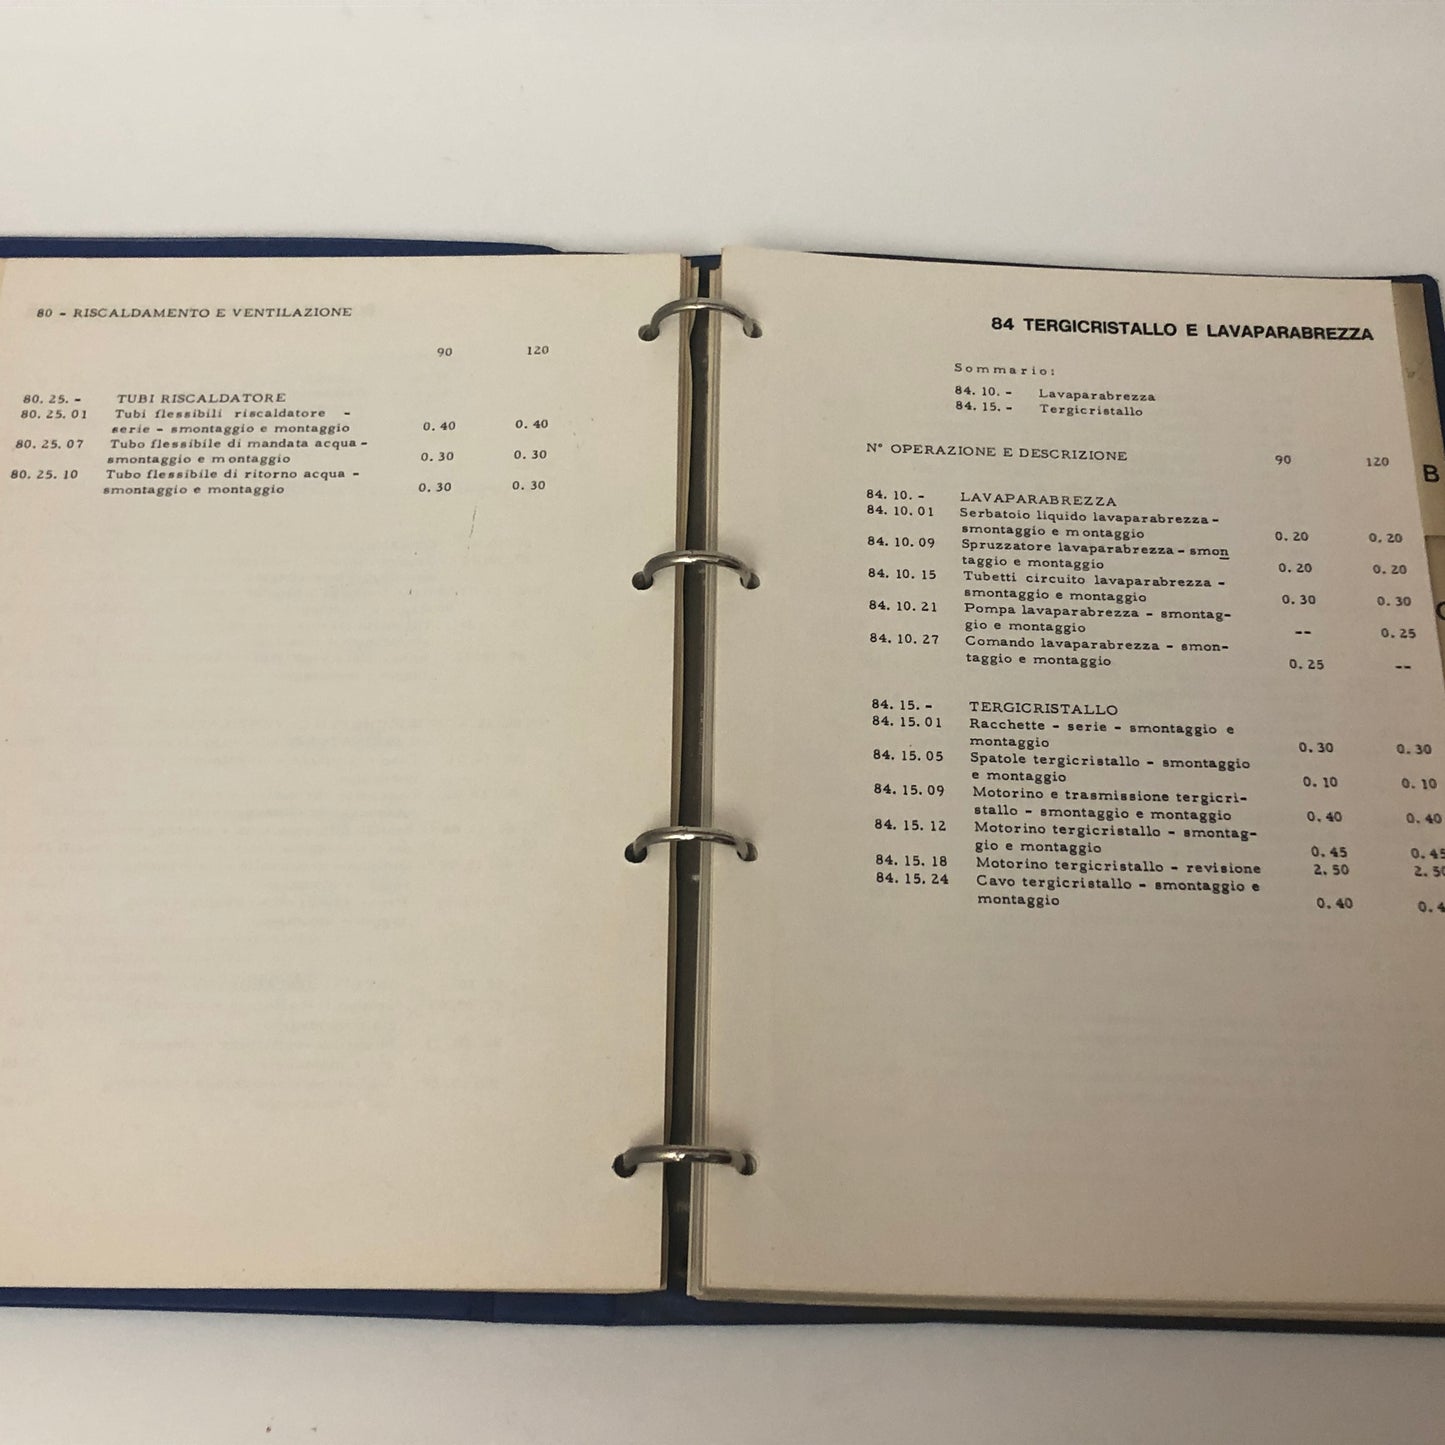 80 - RISCALDAMENTO E VENTILAZIONE
90 120
80. 25. - TUBI RISCALDATORE
80. 25. 01 Tubi flessibili riscaldatore -
serie - smontaggio e montaggio 0. 40 0. 40
80. 25. 07 Tubo flessibile di mandata acqua -
smontaggio e montaggio 0. 30 0. 30
80. 25. 10 Tubo flessibile di ritorno acqua -
smontaggio e montaggio 0. 30 0. 30
84 TERGICRISTALLO E LAVAPARABREZZA
Sommario:
84. 10. - Lavaparabrezza
84. 15. - Tergicristallo
N° OPERAZIONE E DESCRIZIONE 90 120
84. 10. - LAVAPARABREZZA
84. 10. 01 Serbatoio liquido lavaparabrezza -
smontaggio e montaggio 0. 20 0. 20
84. 10. 09 Spruzzatore lavaparabrezza - smon
taggio e montaggio 0. 20 0. 20
84. 10. 15 Tubetti circuito lavaparabrezza -
smontaggio e montaggio 0. 30 0. 30
84. 10. 21 Pompa lavaparabrezza - smontag-
gio e montaggio -- 0. 25
84. 10. 27 Comando lavaparabrezza - smon-
taggio e montaggio 0. 25 --
84. 15. - TERGICRISTALLO
84. 15. 01 Racchette - serie - smontaggio e
montaggio 0. 30 0. 30
84. 15. 05 Spatole tergicristallo - smontaggio
e montaggio 0. 10 0. 10
84. 15. 09 Motorino e trasmissione tergicri-
stallo - smontaggio e montaggio 0. 40 0. 40
84. 15. 12 Motorino tergicristallo - smontag-
gio e montaggio 0. 45 0. 45
84. 15. 18 Motorino tergicristallo - revisione 2. 50 2. 50
84. 15. 24 Cavo tergicristallo - smontaggio e
montaggio 0. 40 0. 4
B